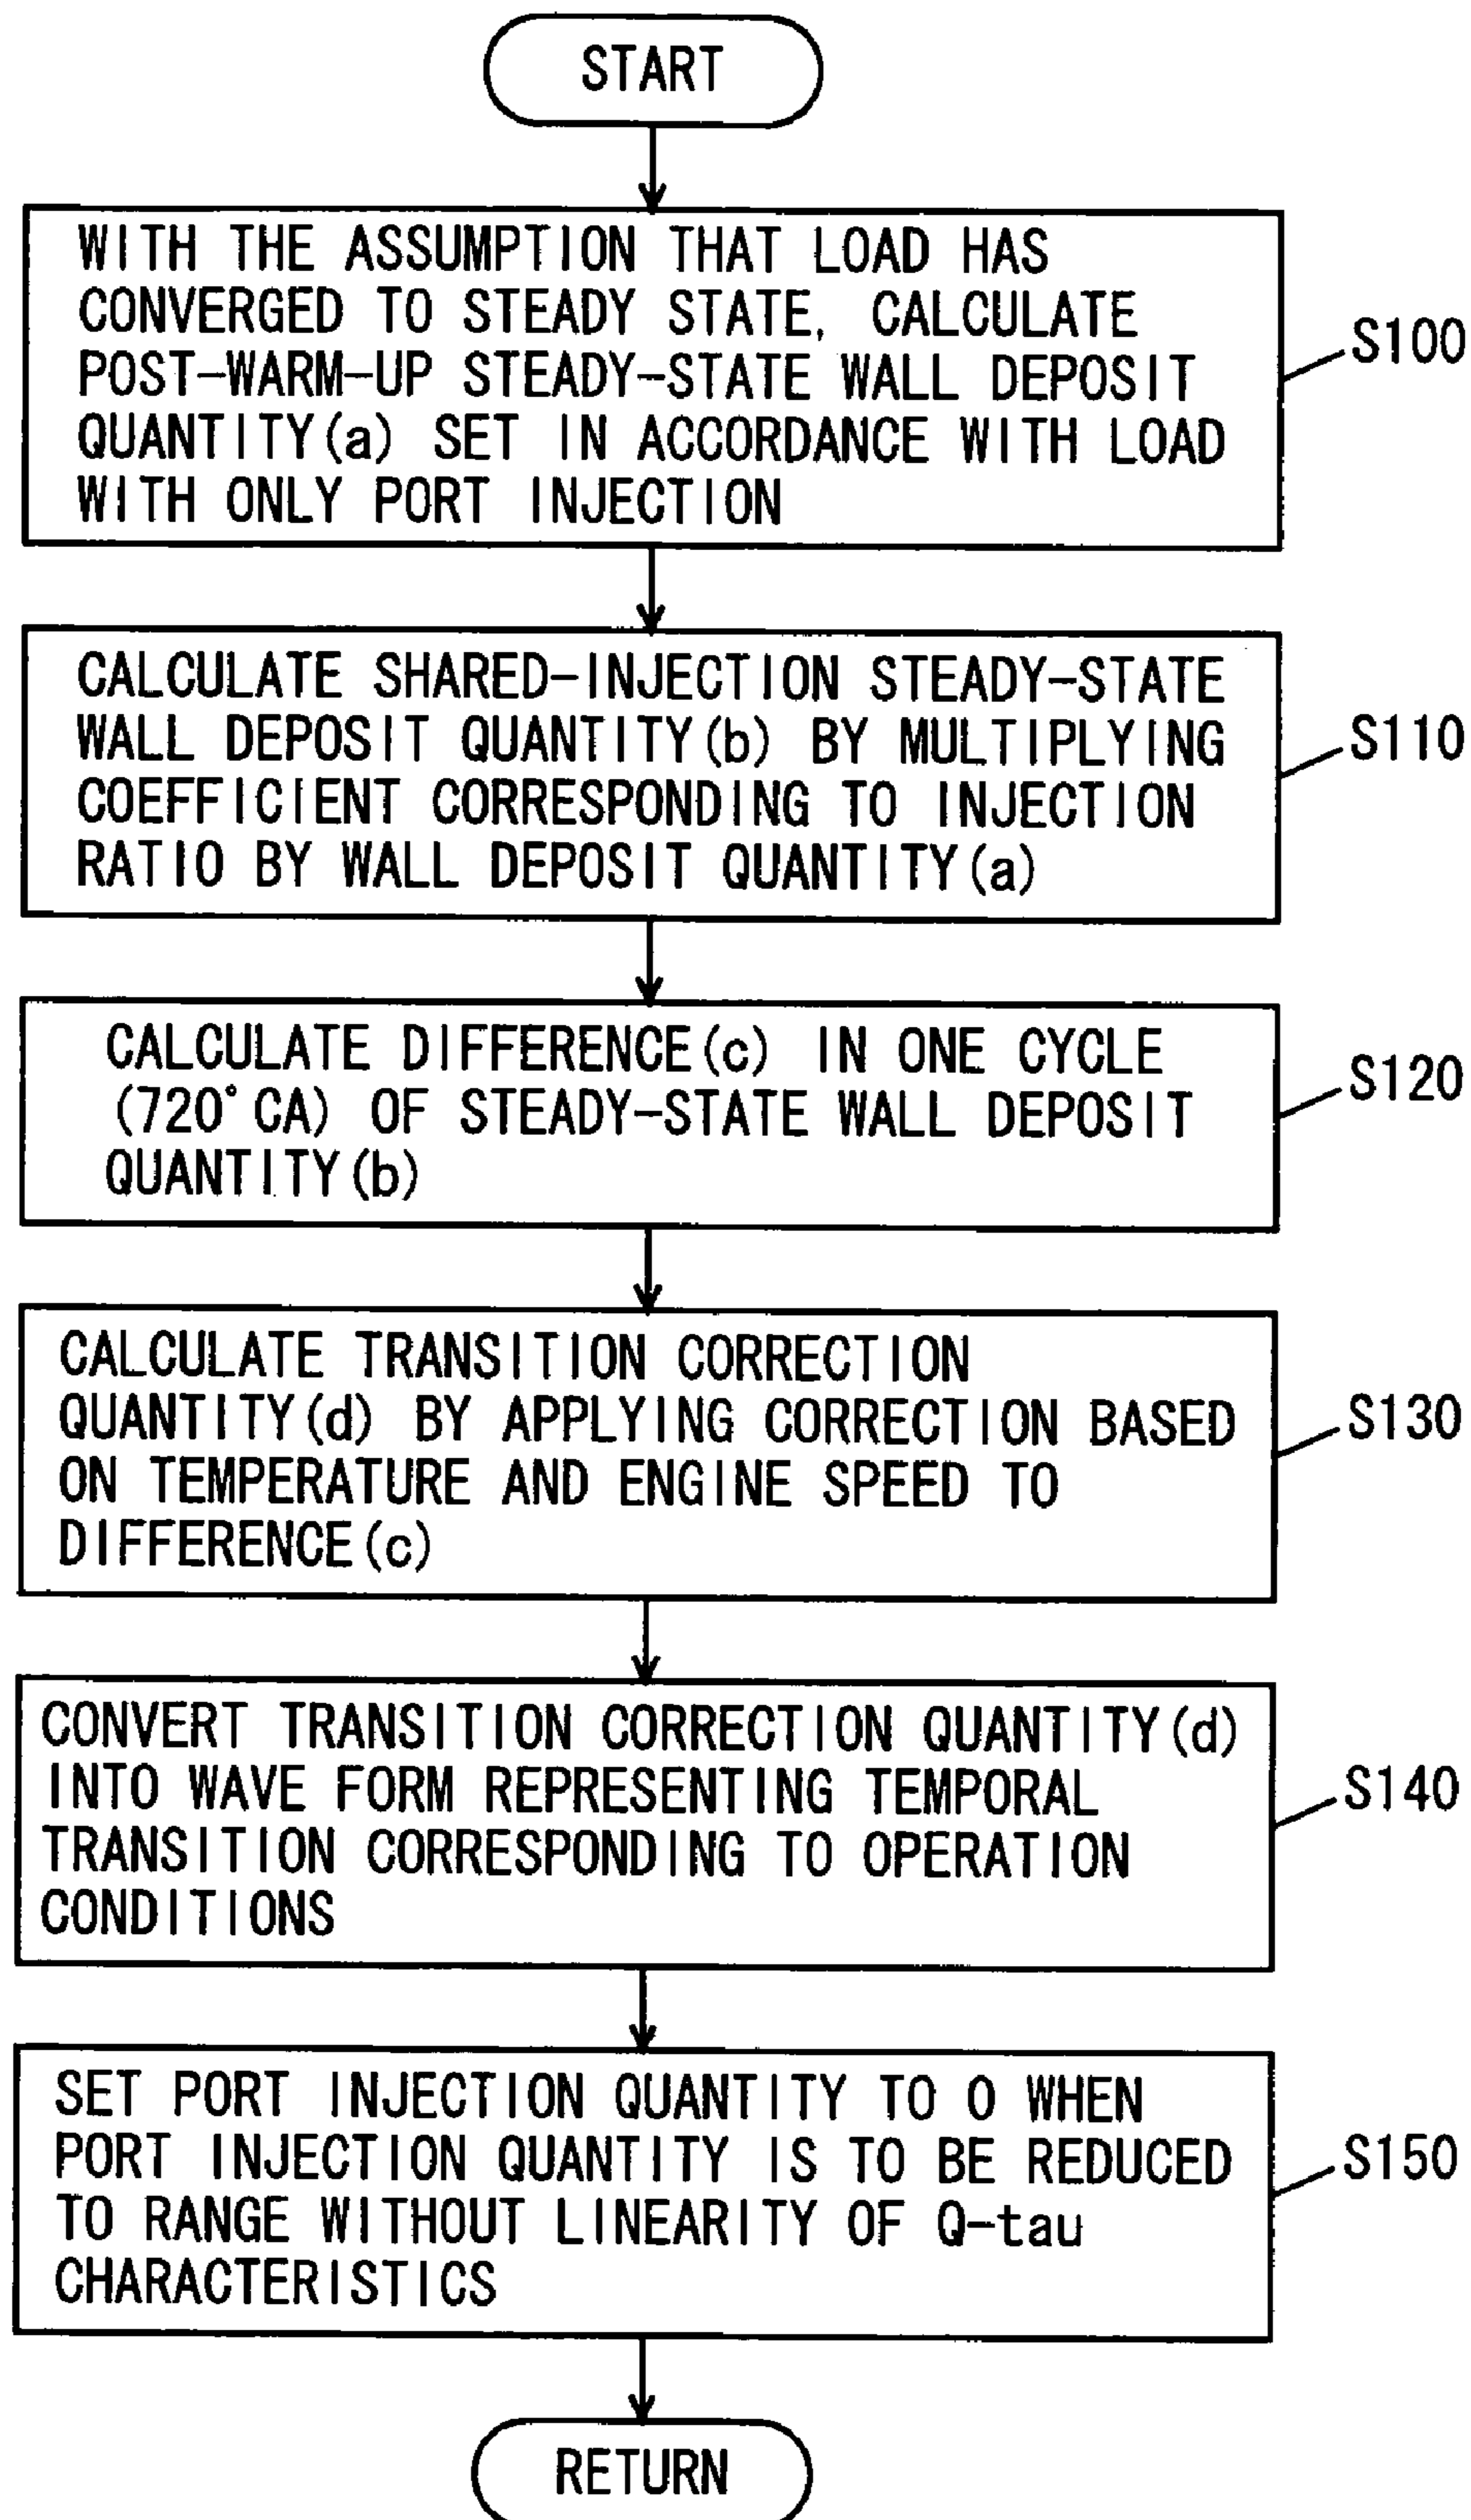 START
WITH THE ASSUMPTION THAT LOAD HAS
CONVERGED TO STEADY STATE, CALCULATE
POST-WARM-UP STEADY-STATE WALL DEPOSIT
QUANTITY(a) SET IN ACCORDANCE WITH LOAD
WITH ONLY PORT INJECTION
S100
CALCULATE SHARED-INJECTION STEADY-STATE
WALL DEPOSIT QUANTITY(b) BY MULTIPLYING
COEFFICIENT CORRESPONDING TO INJECTION
RATIO BY WALL DEPOSIT QUANTITY(a)
S110
CALCULATE DIFFERENCE(c) IN ONE CYCLE
(720° CA) OF STEADY-STATE WALL DEPOSIT
QUANTITY(b)
S120
CALCULATE TRANSITION CORRECTION
QUANTITY(d) BY APPLYING CORRECTION BASED
ON TEMPERATURE AND ENGINE SPEED TO
DIFFERENCE(c)
S130
CONVERT TRANSITION CORRECTION QUANTITY(d)
INTO WAVE FORM REPRESENTING TEMPORAL
TRANSITION CORRESPONDING TO OPERATION
CONDITIONS
S140
SET PORT INJECTION QUANTITY TO 0 WHEN
PORT INJECTION QUANTITY IS TO BE REDUCED
TO RANGE WITHOUT LINEARITY OF Q-tau
CHARACTERISTICS
S150
RETURN